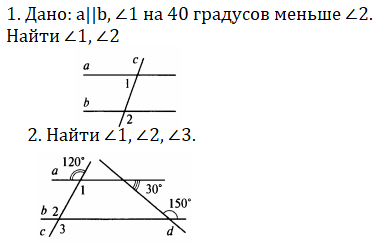 1. Дано: a||b, ∠1 на 40 градусов меньше ∠2.
Найти ∠1, ∠2
c
a
1
b
2
2. Найти ∠1, ∠2, ∠3.
120°
a
1
30°
150°
b 2
c 3
d